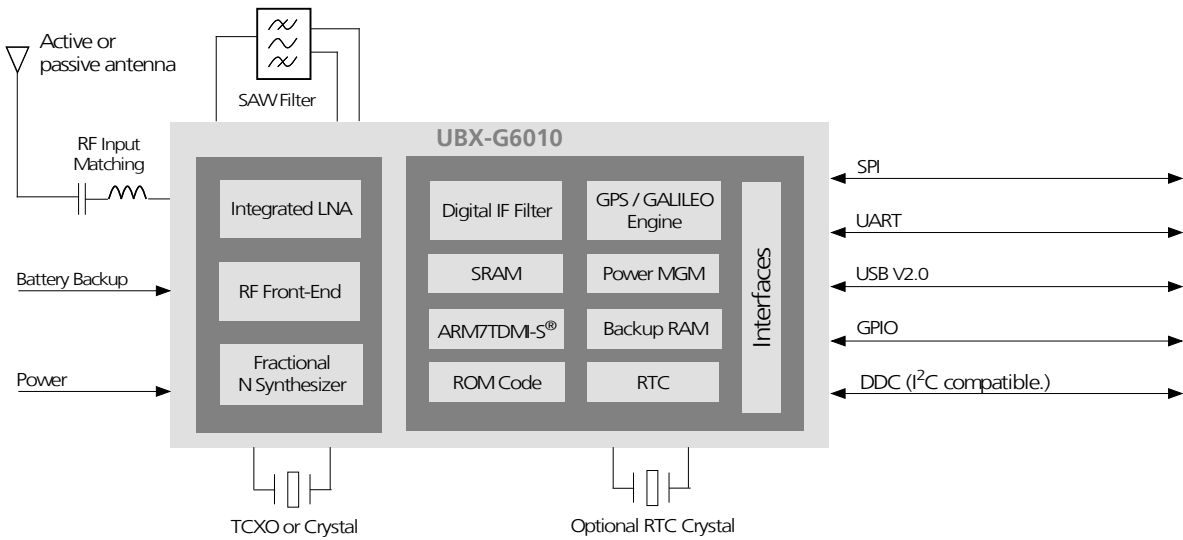 Active or
passive antenna
SAW Filter
UBX-G6010
RF Input
Matching
Integrated LNA
Digital IF Filter
GPS / GALILEO
Engine
SPI
UART
Battery Backup
RF Front-End
SRAM
Power MGM
Interfaces
USB V2.0
ARM7TDMI-S®
Backup RAM
GPIO
Power
Fractional
N Synthesizer
ROM Code
RTC
DDC (I²C compatible.)
TCXO or Crystal
Optional RTC Crystal